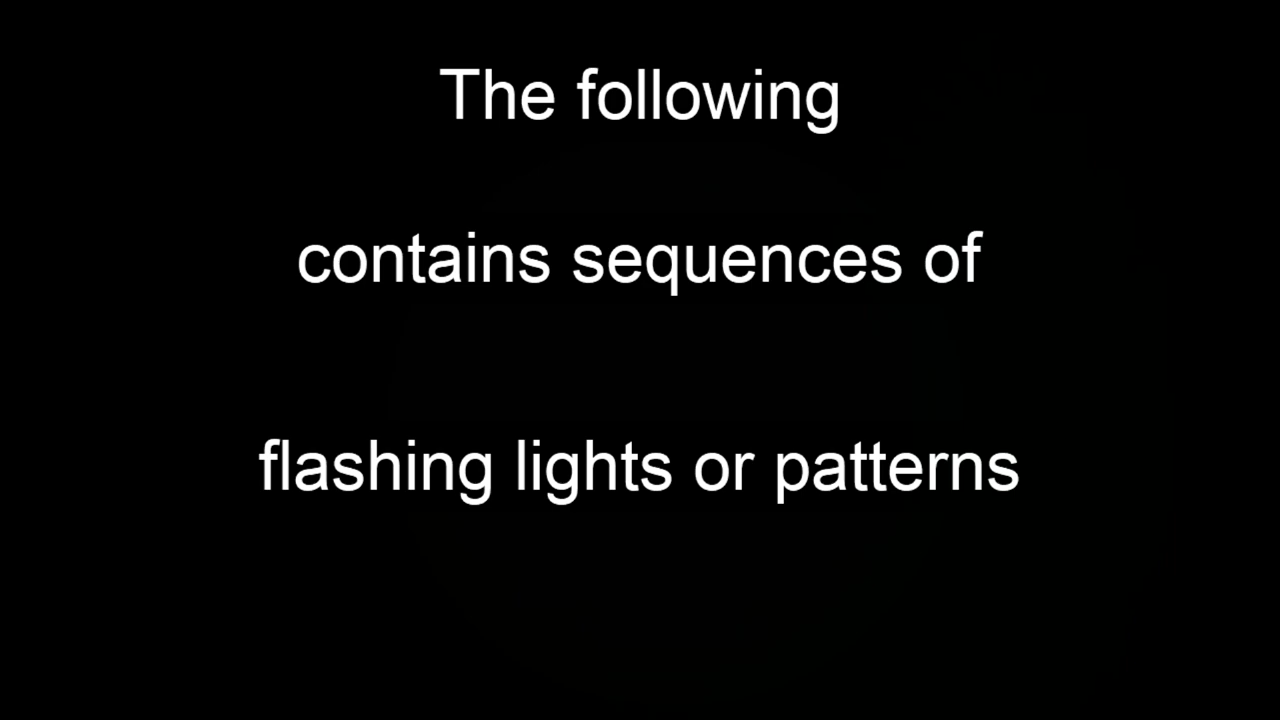 The following
contains sequences of
flashing lights or patterns